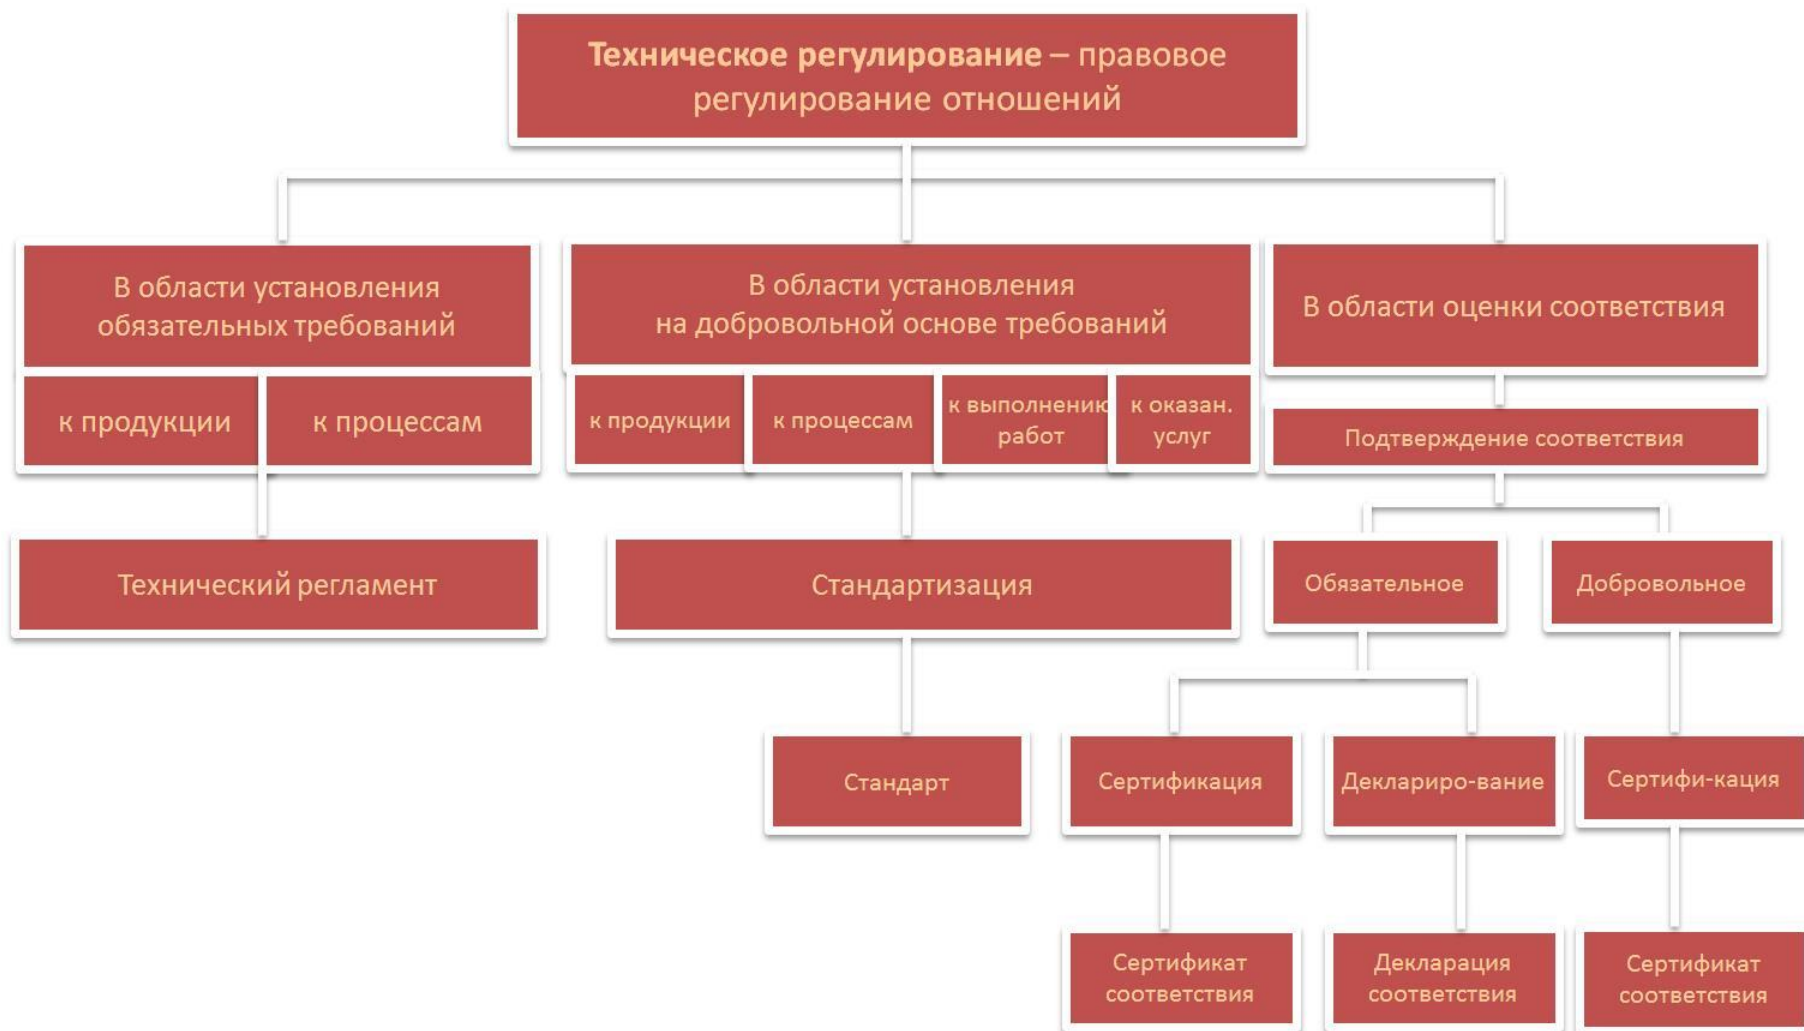 Техническое регулирование – правовое
регулирование отношений
В области установления
обязательных требований
В области установления
на добровольной основе требований
В области оценки соответствия
к продукции
к процессам
к продукции
к процессам
к выполнению
работ
к оказан.
услуг
Подтверждение соответствия
Технический регламент
Стандартизация
Обязательное
Добровольное
Стандарт
Сертификация
Деклариро-вание
Сертифи-кация
Сертификат
соответствия
Декларация
соответствия
Сертификат
соответствия